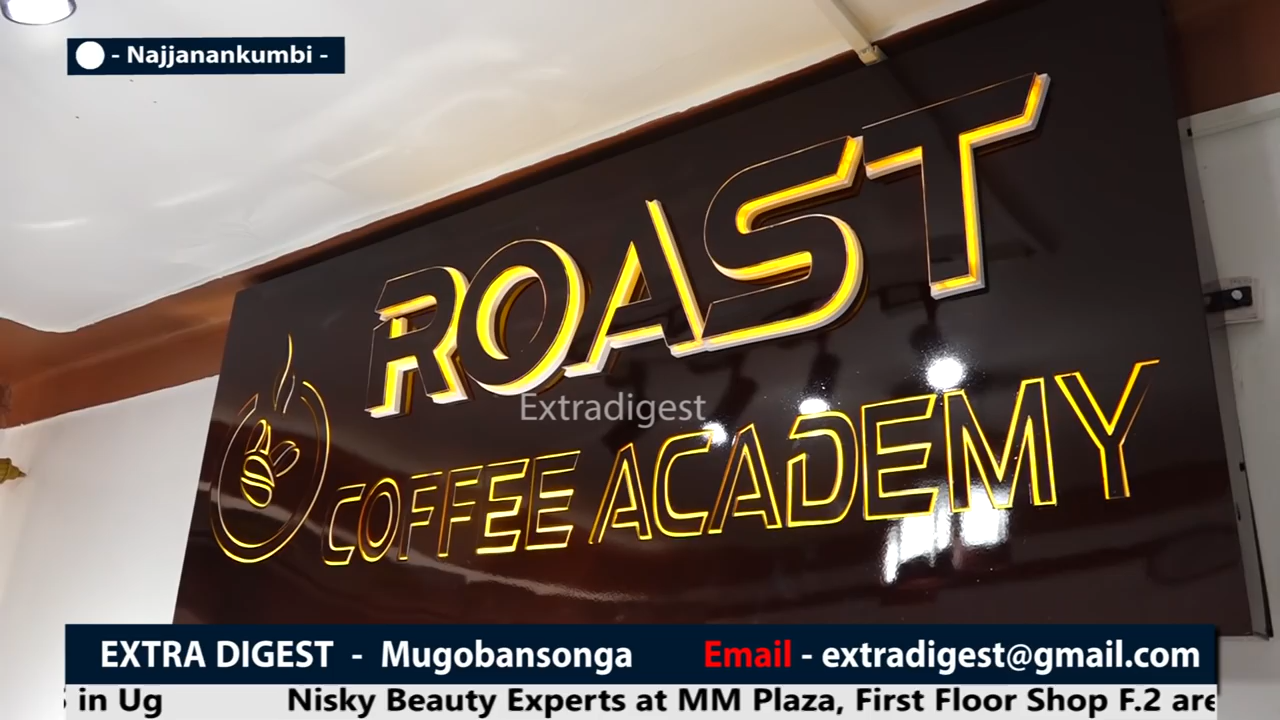 - Najjanankumbi -
ROAST
COFFEE ACADEMY
Extradigest
EXTRA DIGEST - Mugobansonga Email - extradigest@gmail.com
in Ug Nisky Beauty Experts at MM Plaza, First Floor Shop F.2 are